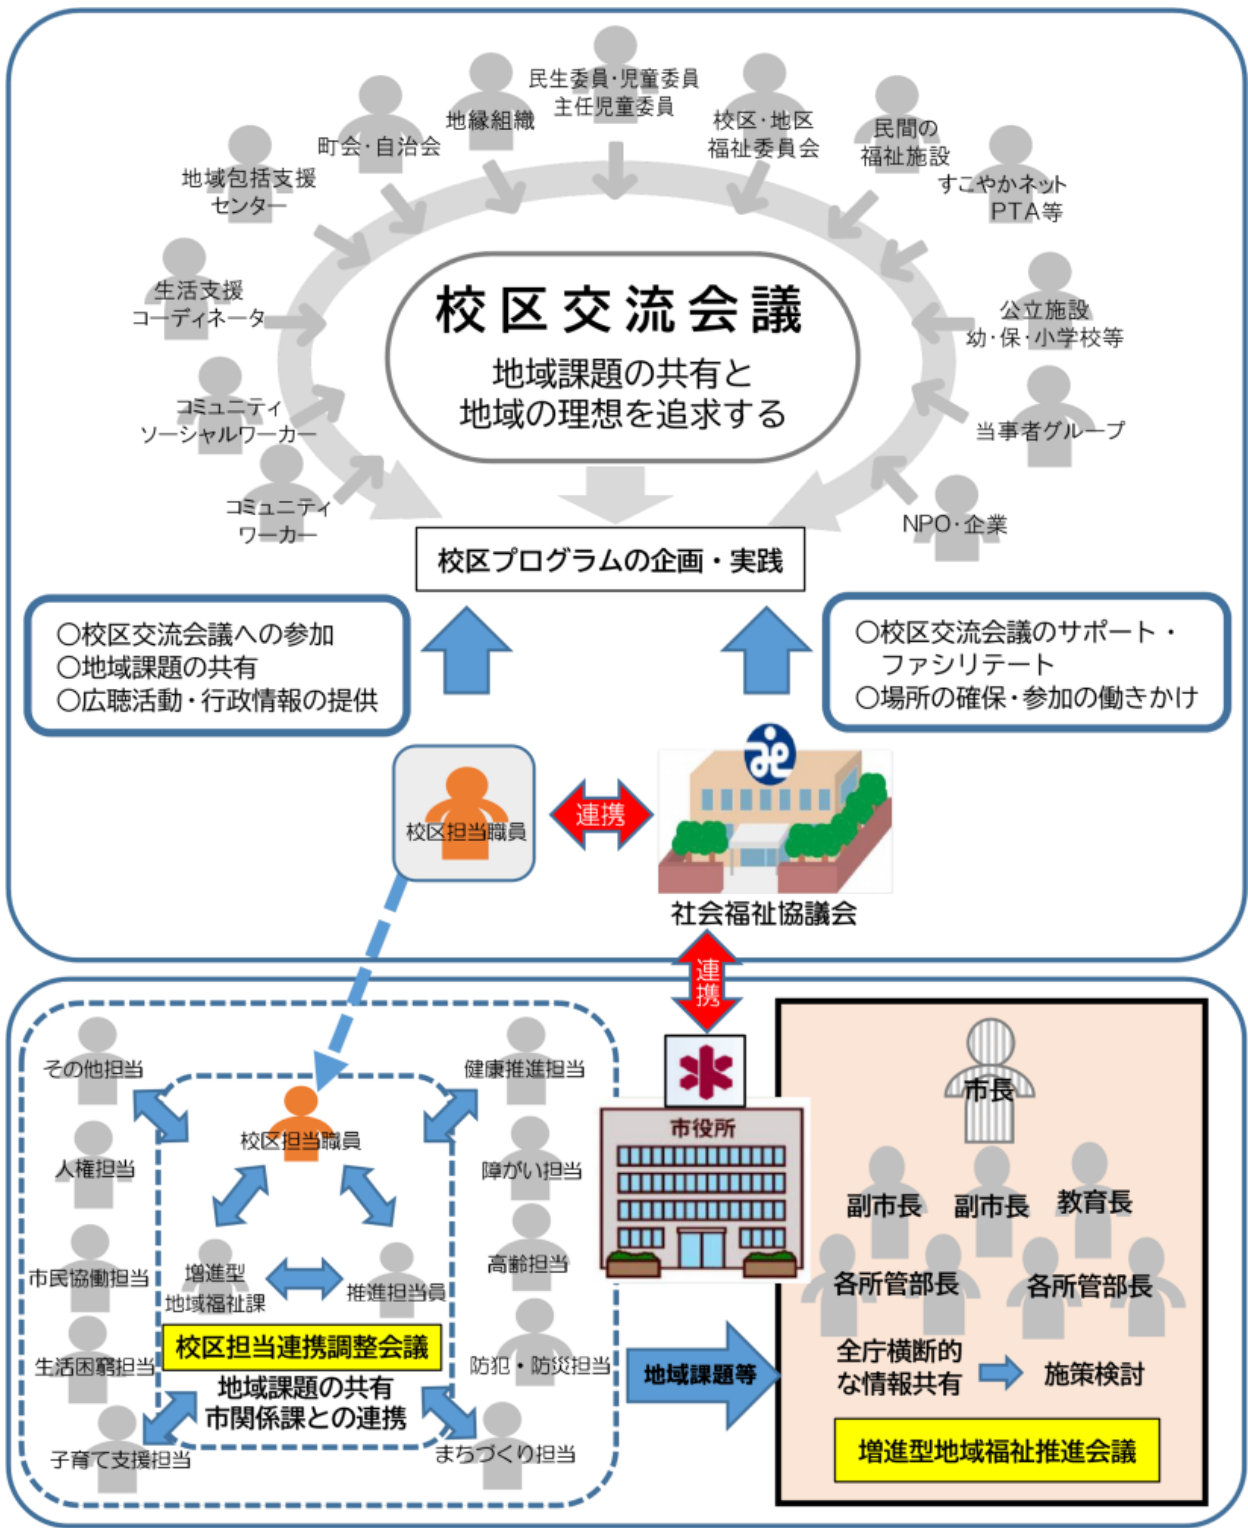 民生委員・児童委員
主任児童委員
地縁組織
校区・地区
福祉委員会
町会・自治会
民間の
福祉施設
地域包括支援
センター
すこやかネット
PTA等
生活支援
コーディネータ
公立施設
幼・保・小学校等
コミュニティ
ソーシャルワーカー
当事者グループ
コミュニティ
ワーカー
NPO・企業
校区交流会議
地域課題の共有と
地域の理想を追求する
校区プログラムの企画・実践
〇校区交流会議への参加
〇地域課題の共有
〇広聴活動・行政情報の提供
〇校区交流会議のサポート・
ファシリテート
〇場所の確保・参加の働きかけ
校区担当職員
連携
社会福祉協議会
連携
その他担当
人権担当
市民協働担当
生活困窮担当
子育て支援担当
校区担当職員
増進型
地域福祉課
推進担当員
校区担当連携調整会議
地域課題の共有
市関係課との連携
健康推進担当
障がい担当
高齢担当
防犯・防災担当
まちづくり担当
市役所
地域課題等
市長
副市長
副市長
教育長
各所管部長
各所管部長
全庁横断的
な情報共有
施策検討
増進型地域福祉推進会議